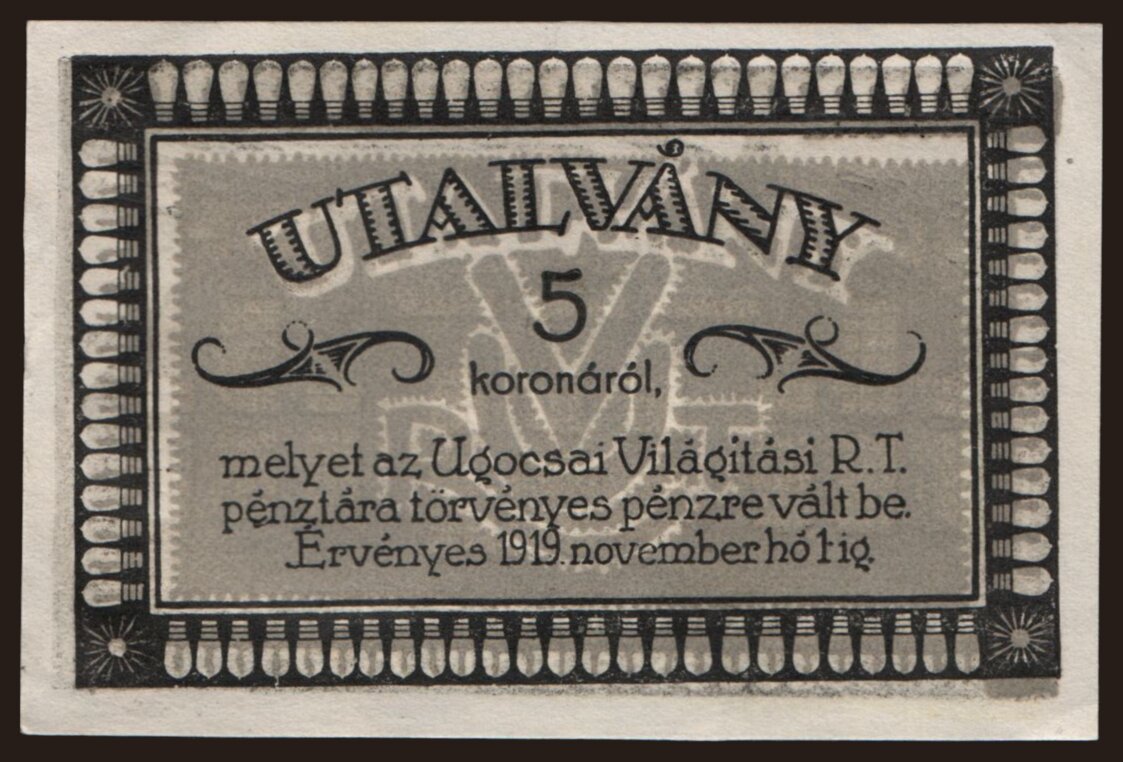 UTALVÁNY
5
koronáról,
melyet az Ugocsai Világitási R.T.
pénztára törvényes pénzre vált be.
Érvényes 1919. november hó 1 ig.